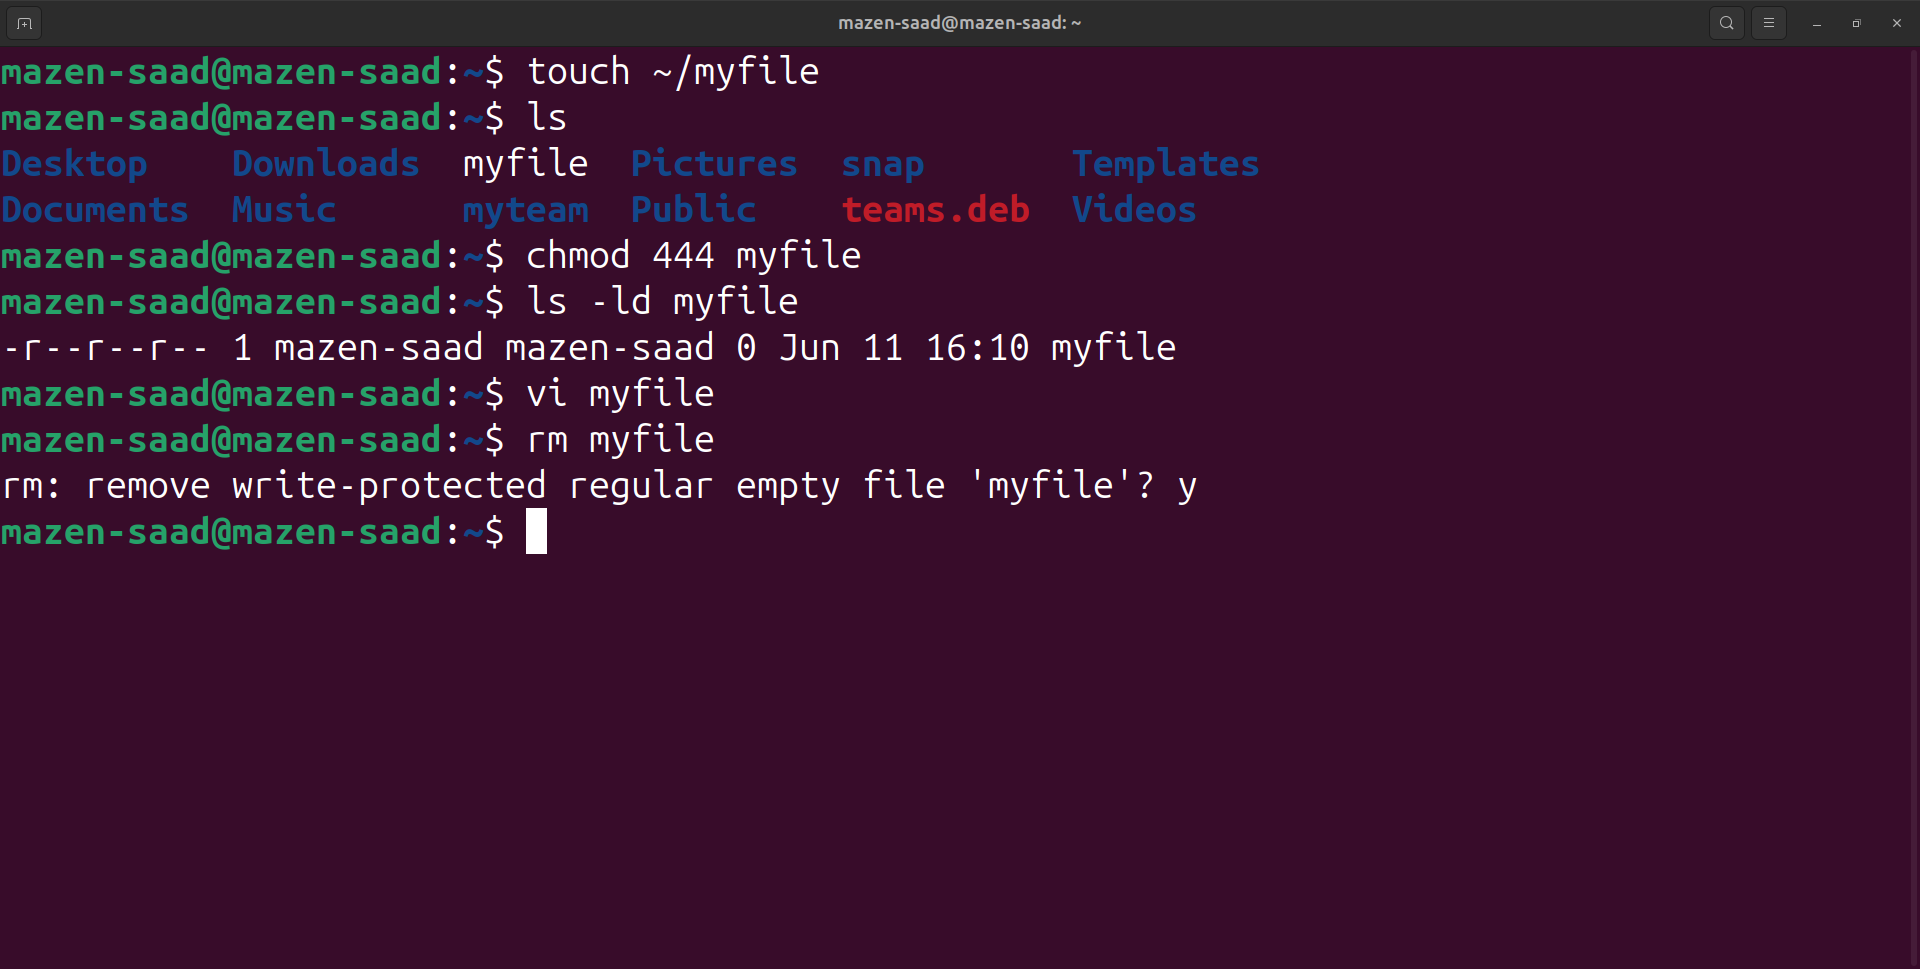 mazen-saad@mazen-saad: ~
mazen-saad@mazen-saad:~$ touch ~/myfile
mazen-saad@mazen-saad:~$ ls
Desktop    Downloads  myfile  Pictures  snap       Templates
Documents  Music      myteam  Public    teams.deb  Videos
mazen-saad@mazen-saad:~$ chmod 444 myfile
mazen-saad@mazen-saad:~$ ls -ld myfile
-r--r--r-- 1 mazen-saad mazen-saad 0 Jun 11 16:10 myfile
mazen-saad@mazen-saad:~$ vi myfile
mazen-saad@mazen-saad:~$ rm myfile
rm: remove write-protected regular empty file 'myfile'? y
mazen-saad@mazen-saad:~$